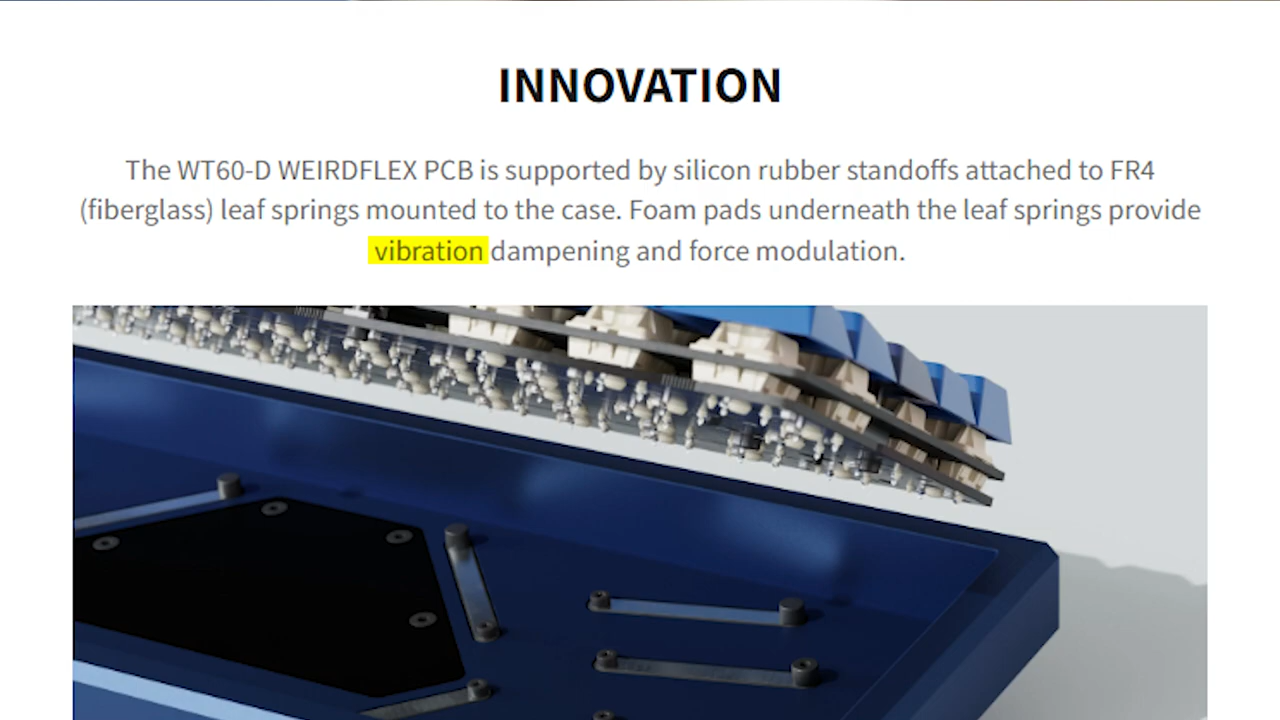 INNOVATION
The WT60-D WEIRDFLEX PCB is supported by silicon rubber standoffs attached to FR4
(fiberglass) leaf springs mounted to the case. Foam pads underneath the leaf springs provide
vibration dampening and force modulation.